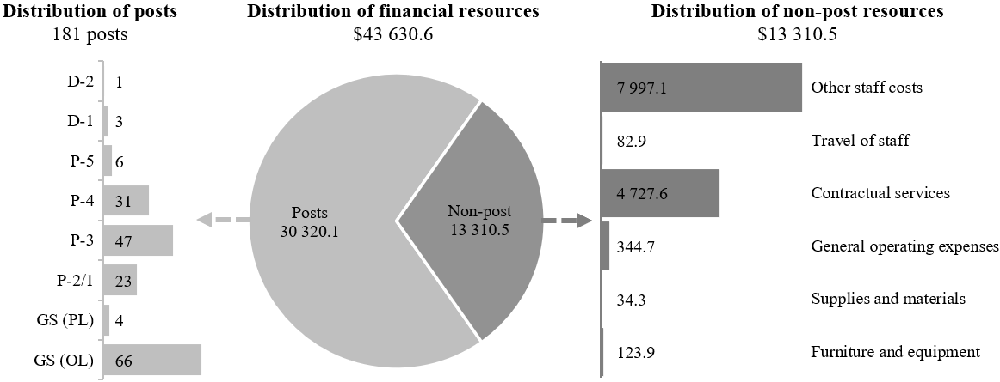 Distribution of posts
181 posts
D-2 1
D-1 3
P-5 6
P-4 31
P-3 47
P-2/1 23
GS (PL) 4
GS (OL) 66
Distribution of financial resources
$43 630.6
Posts
30 320.1
Non-post
13 310.5
Distribution of non-post resources
$13 310.5
7 997.1 Other staff costs
82.9 Travel of staff
4 727.6 Contractual services
344.7 General operating expenses
34.3 Supplies and materials
123.9 Furniture and equipment